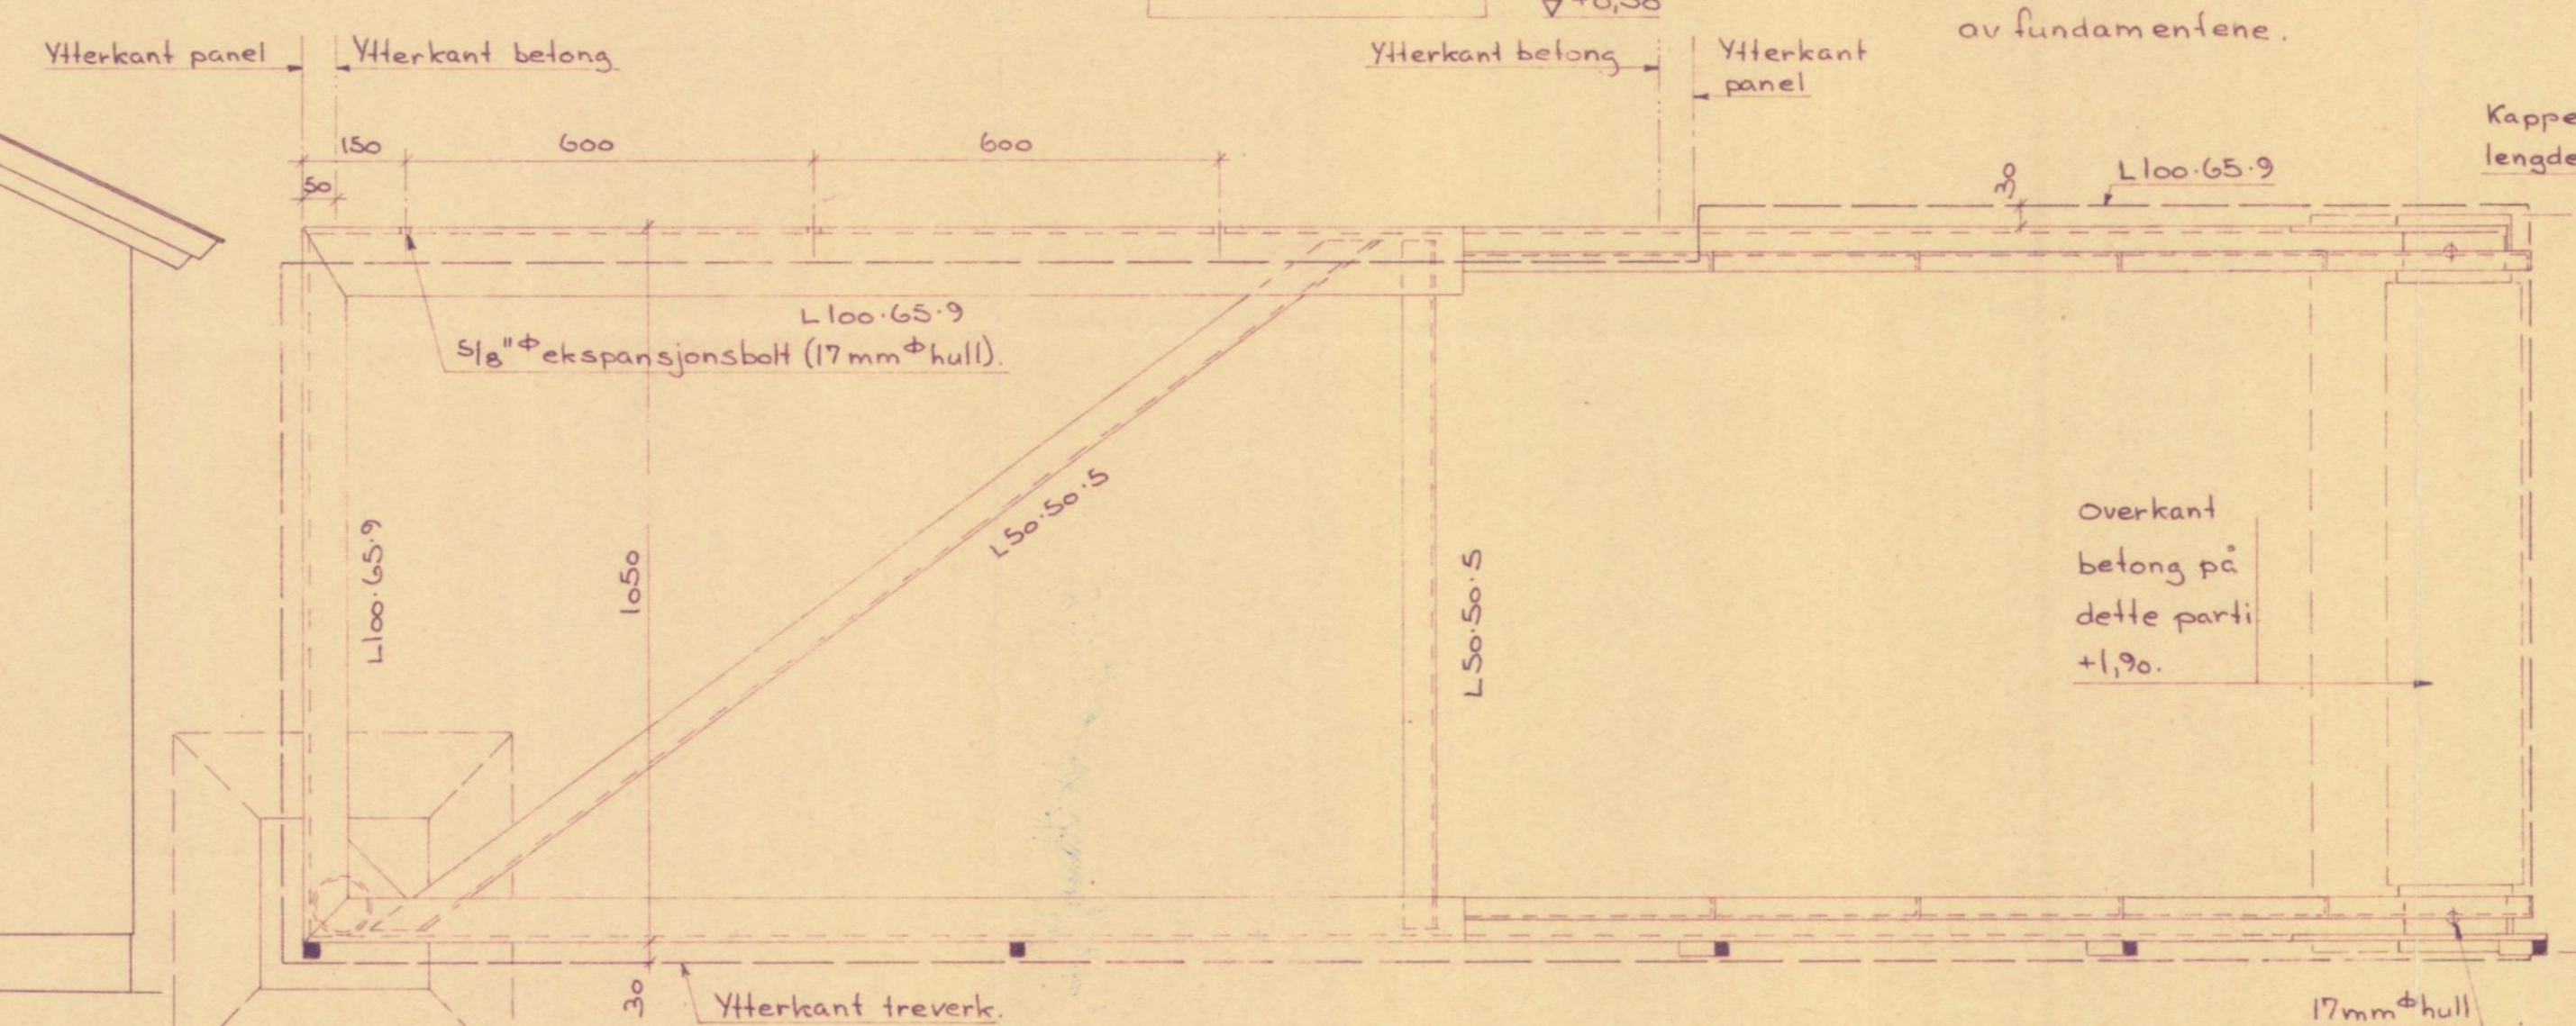 ▽ +0,50
av fundamentene.
Ytterkant panel
Ytterkant betong
Ytterkant betong
Ytterkant
panel
Kappe
lengde
150
600
600
50
30
L100·65·9
L100·65·9
5/8"ϕ ekspansjonsbolt (17mmϕ hull).
L100·65·9
1050
L50·50·5
L50·50·5
Overkant
betong på
dette parti
+1,90.
30
Ytterkant treverk.
17mmϕ hull